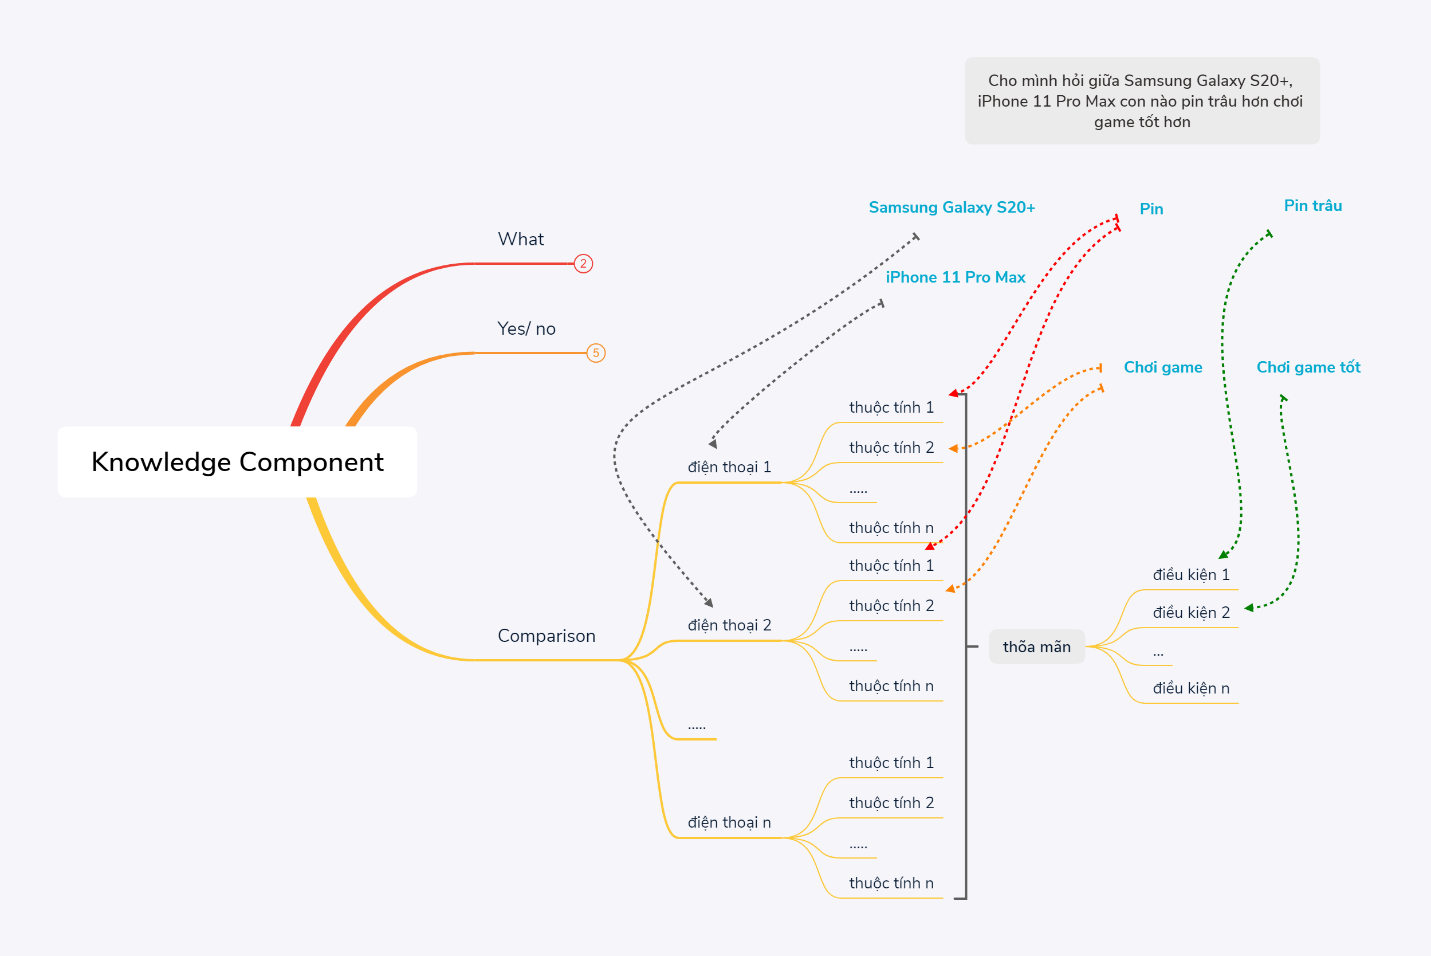 Cho mình hỏi giữa Samsung Galaxy S20+,
iPhone 11 Pro Max con nào pin trâu hơn chơi
game tốt hơn
Samsung Galaxy S20+
Pin
Pin trâu
What
2
iPhone 11 Pro Max
Yes/ no
5
Chơi game
Chơi game tốt
Knowledge Component
Comparison
điện thoại 1
thuộc tính 1
thuộc tính 2
.....
thuộc tính n
điện thoại 2
thuộc tính 1
thuộc tính 2
.....
thuộc tính n
.....
điện thoại n
thuộc tính 1
thuộc tính 2
.....
thuộc tính n
thõa mãn
điều kiện 1
điều kiện 2
...
điều kiện n